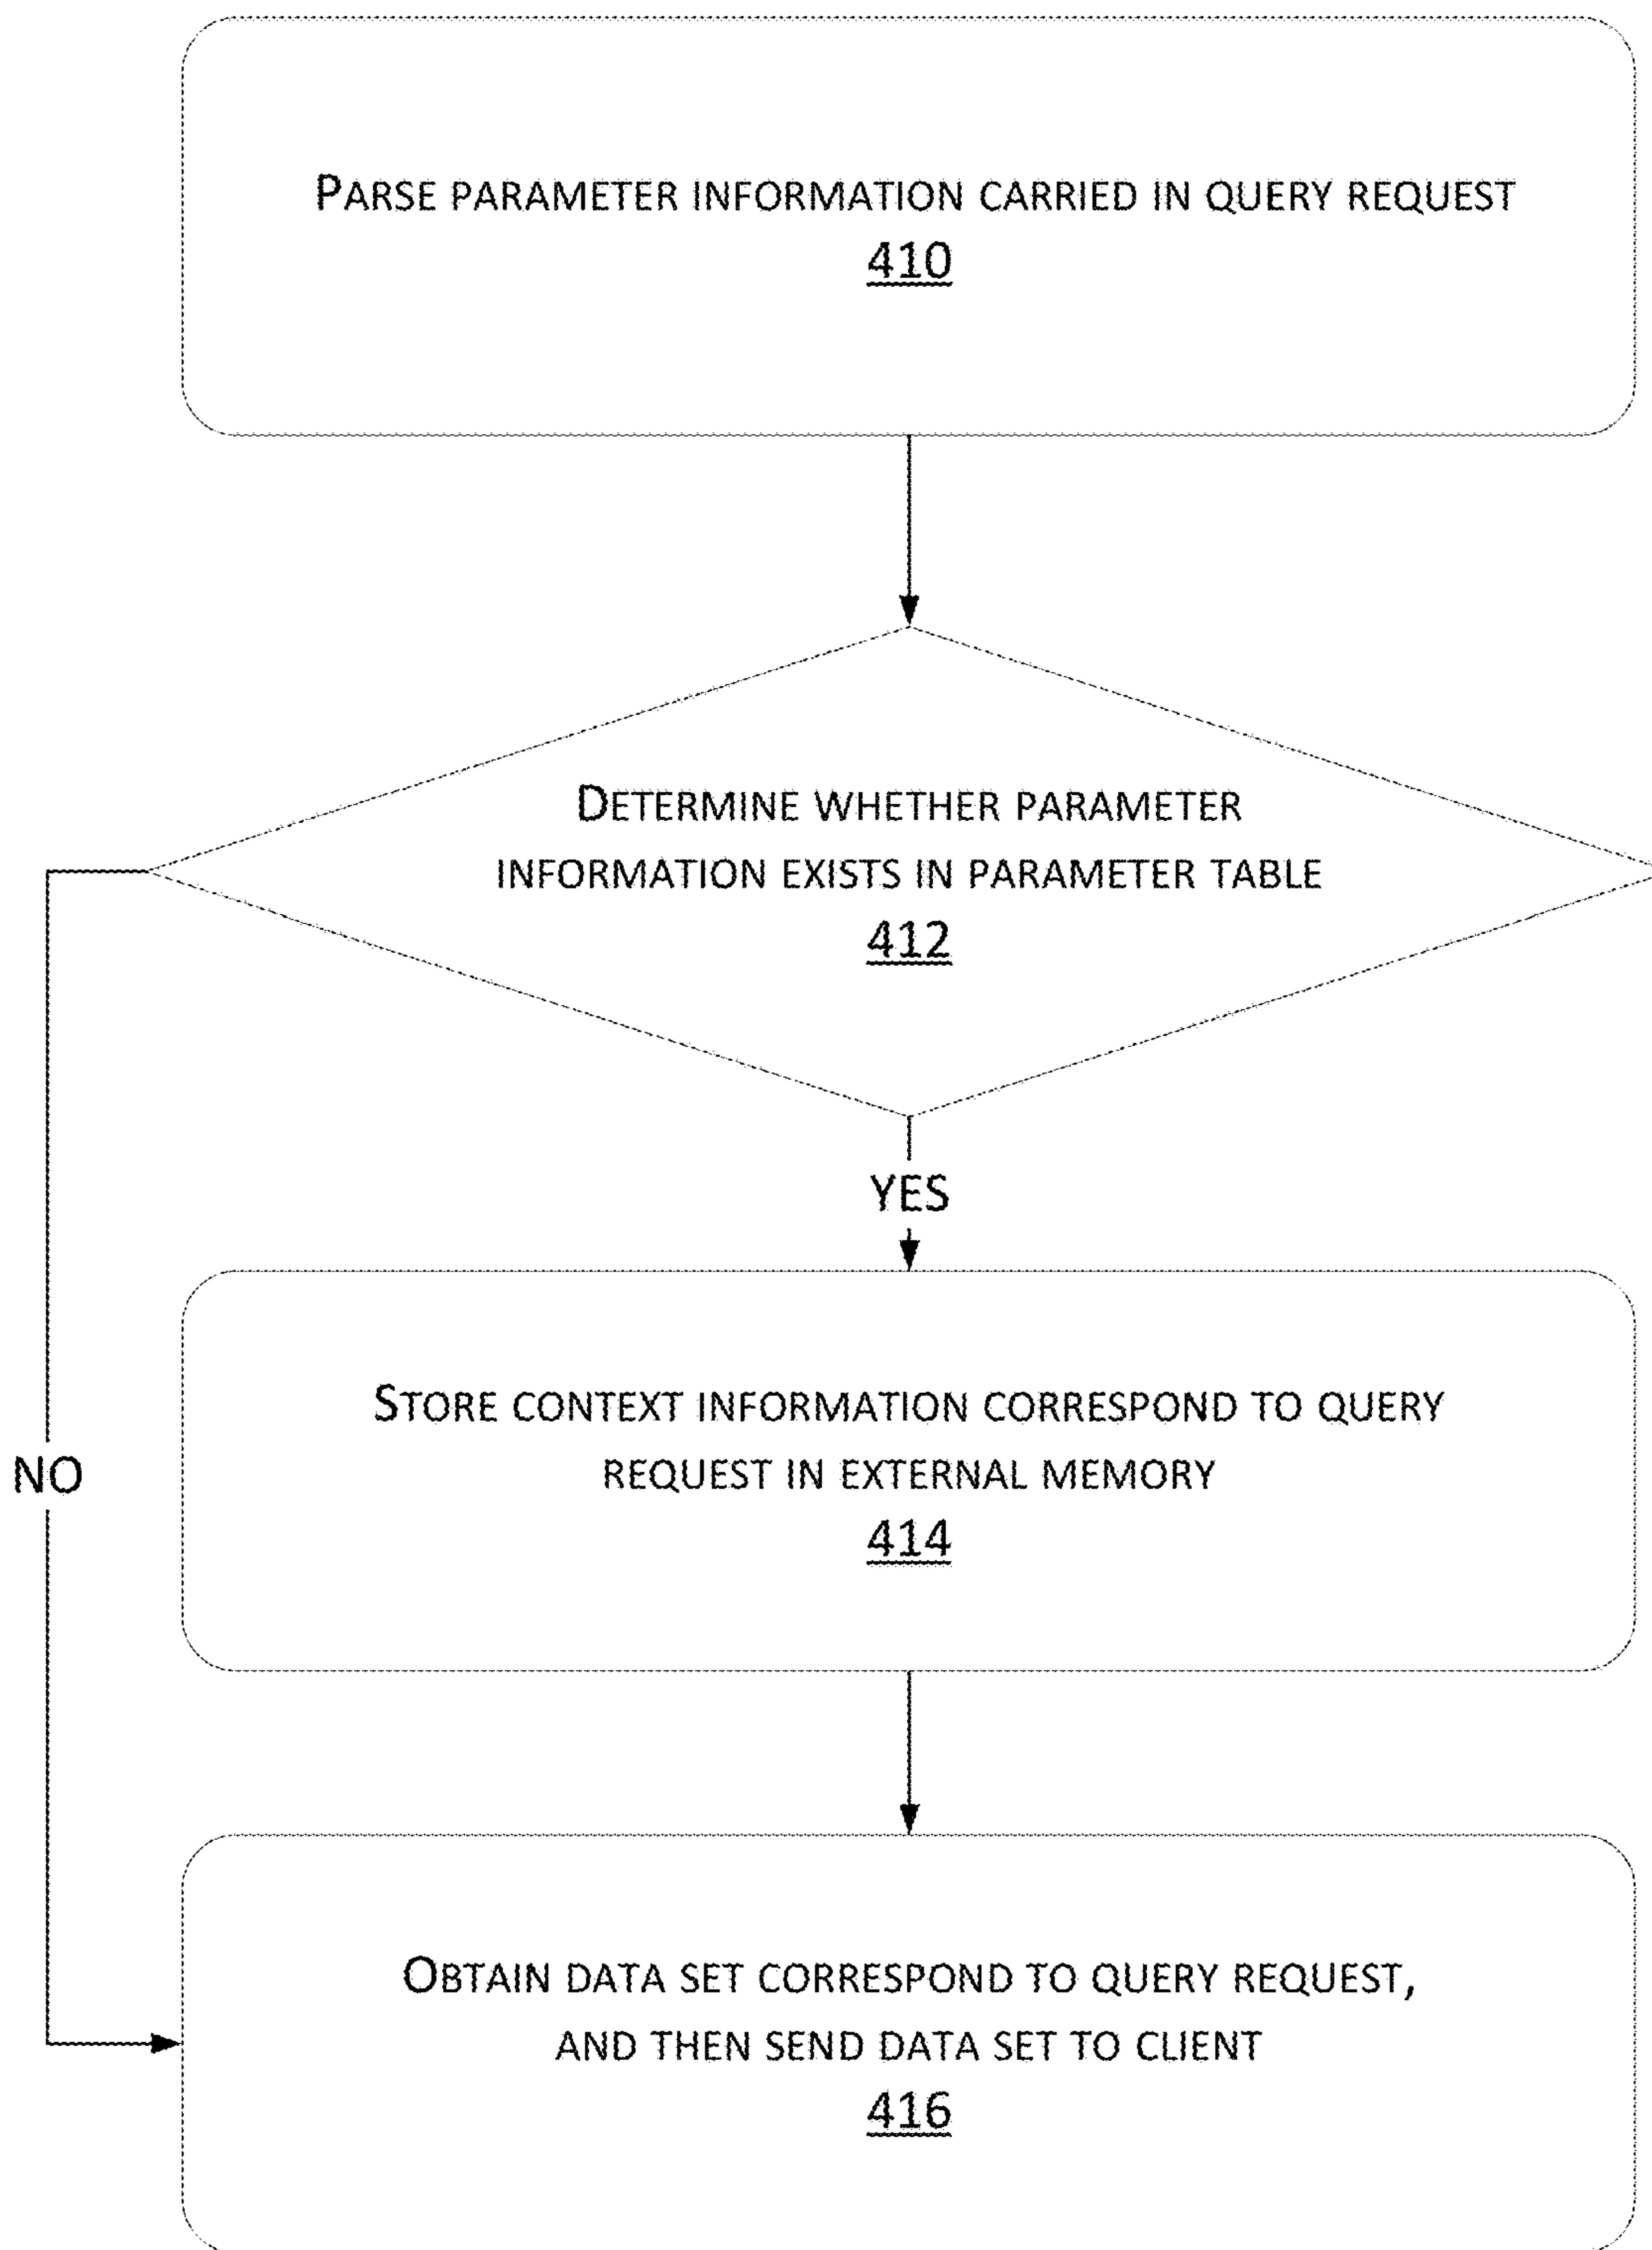 PARSE PARAMETER INFORMATION CARRIED IN QUERY REQUEST
410
DETERMINE WHETHER PARAMETER
INFORMATION EXISTS IN PARAMETER TABLE
412
YES
STORE CONTEXT INFORMATION CORRESPOND TO QUERY
REQUEST IN EXTERNAL MEMORY
414
NO
OBTAIN DATA SET CORRESPOND TO QUERY REQUEST,
AND THEN SEND DATA SET TO CLIENT
416